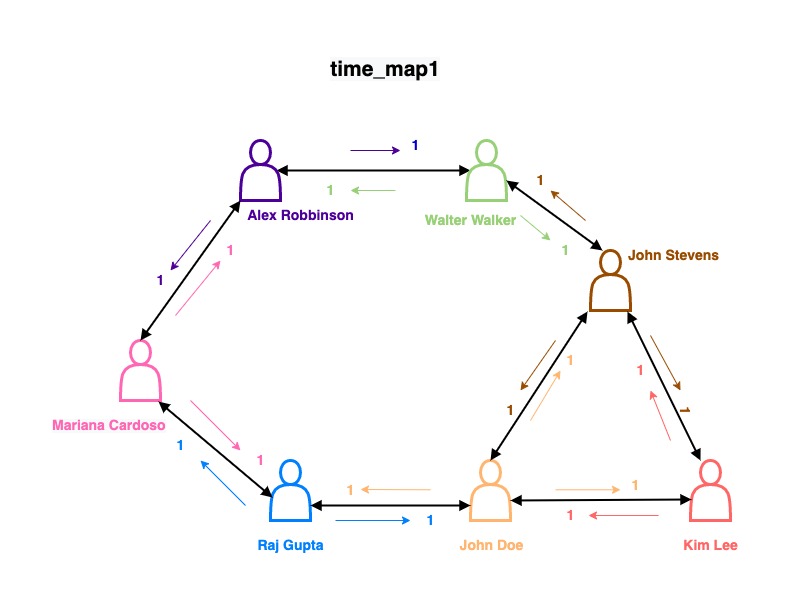 time_map1
1
1
Alex Robbinson
Walter Walker
1
1
John Stevens
1
1
1
1
1
1
Mariana Cardoso
1
1
1
1
1
1
Raj Gupta
John Doe
Kim Lee